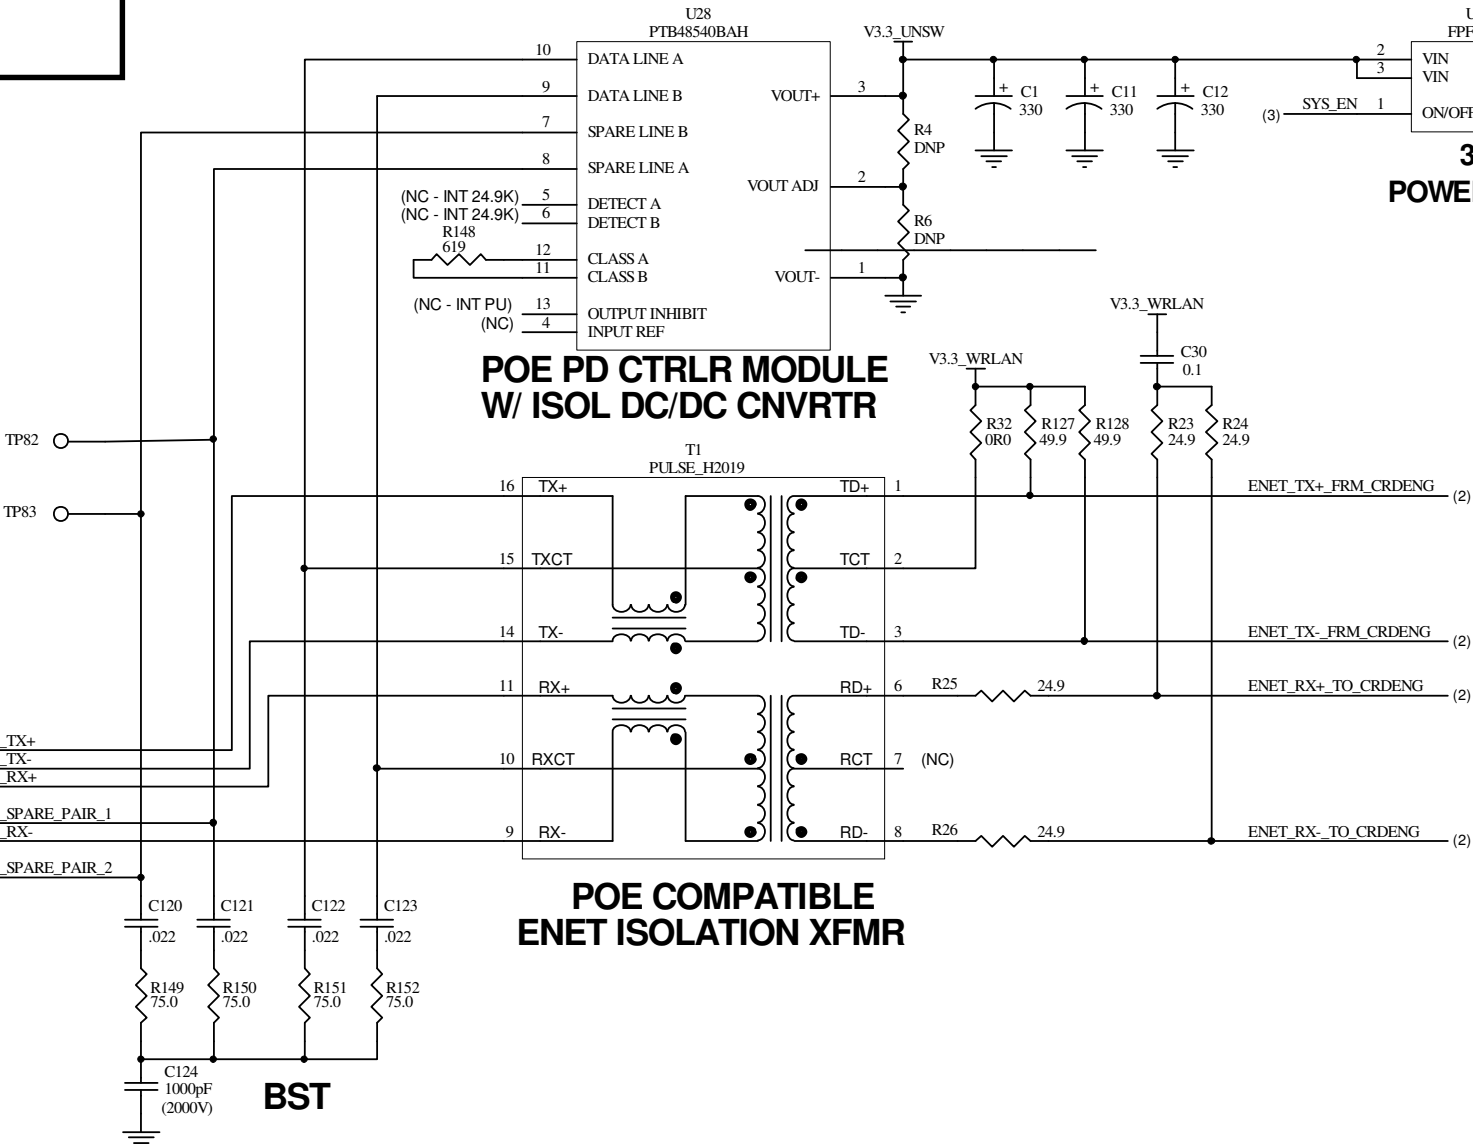 U28
PTB48540BAH
10 DATA LINE A
9 DATA LINE B
7 SPARE LINE B
8 SPARE LINE A
(NC - INT 24.9K) 5 DETECT A
(NC - INT 24.9K) 6 DETECT B
R148
619
12 CLASS A
11 CLASS B
(NC - INT PU) 13 OUTPUT INHIBIT
(NC) 4 INPUT REF
VOUT+ 3
VOUT ADJ 2
VOUT- 1
V3.3_UNSW
R4
DNP
R6
DNP
C1
330
C11
330
C12
330
+
+
+
U
FPF
2 VIN
3 VIN
(3) SYS_EN 1 ON/OFF
3
POWE
POE PD CTRLR MODULE
W/ ISOL DC/DC CNVRTR
V3.3_WRLAN
V3.3_WRLAN
C30
0.1
R32
0R0
R127
49.9
R128
49.9
R23
24.9
R24
24.9
TP82
TP83
T1
PULSE_H2019
16 TX+
15 TXCT
14 TX-
11 RX+
10 RXCT
9 RX-
TD+ 1
TCT 2
TD- 3
RD+ 6
RCT 7 (NC)
RD- 8
R25 24.9
R26 24.9
ENET_TX+_FRM_CRDENG (2)
ENET_TX-_FRM_CRDENG (2)
ENET_RX+_TO_CRDENG (2)
ENET_RX-_TO_CRDENG (2)
_TX+
_TX-
_RX+
_SPARE_PAIR_1
_RX-
_SPARE_PAIR_2
POE COMPATIBLE
ENET ISOLATION XFMR
C120
.022
C121
.022
C122
.022
C123
.022
R149
75.0
R150
75.0
R151
75.0
R152
75.0
C124
1000pF
(2000V)
BST